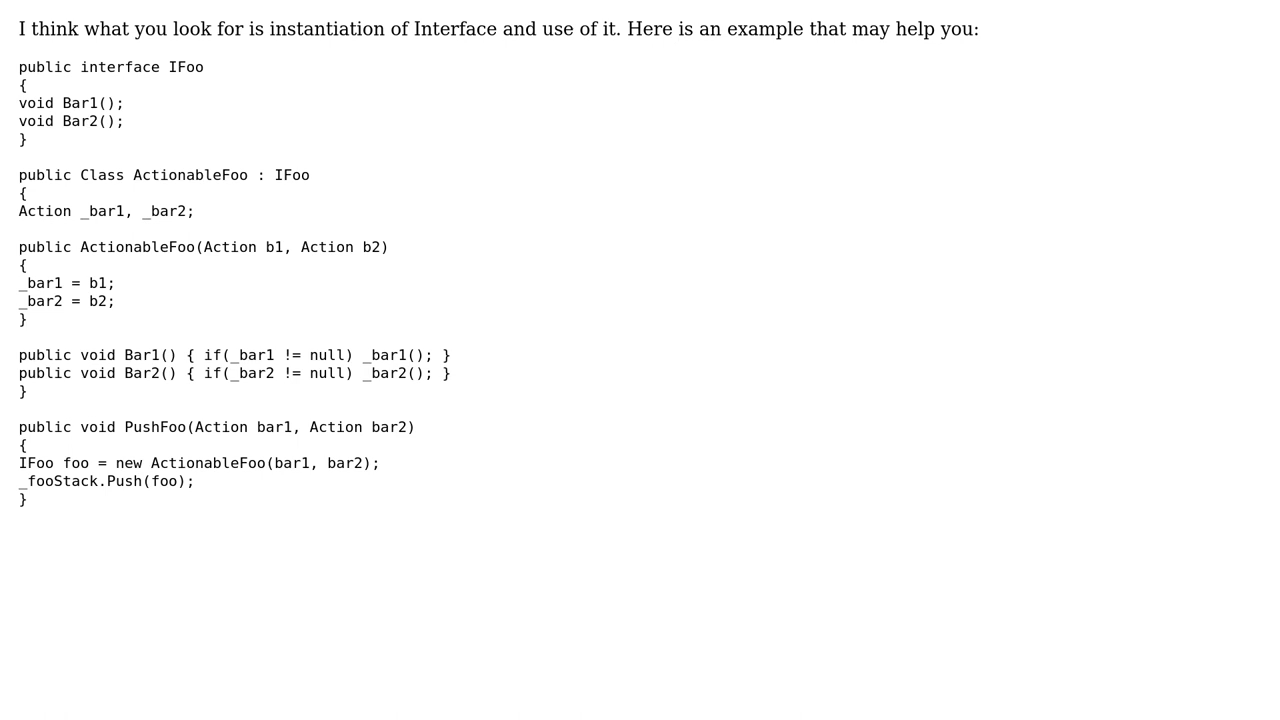 I think what you look for is instantiation of Interface and use of it. Here is an example that may help you:
public interface IFoo
{
void Bar1();
void Bar2();
}
public Class ActionableFoo : IFoo
{
Action _bar1, _bar2;
public ActionableFoo(Action b1, Action b2)
{
_bar1 = b1;
_bar2 = b2;
}
public void Bar1() { if(_bar1 != null) _bar1(); }
public void Bar2() { if(_bar2 != null) _bar2(); }
}
public void PushFoo(Action bar1, Action bar2)
{
IFoo foo = new ActionableFoo(bar1, bar2);
_fooStack.Push(foo);
}